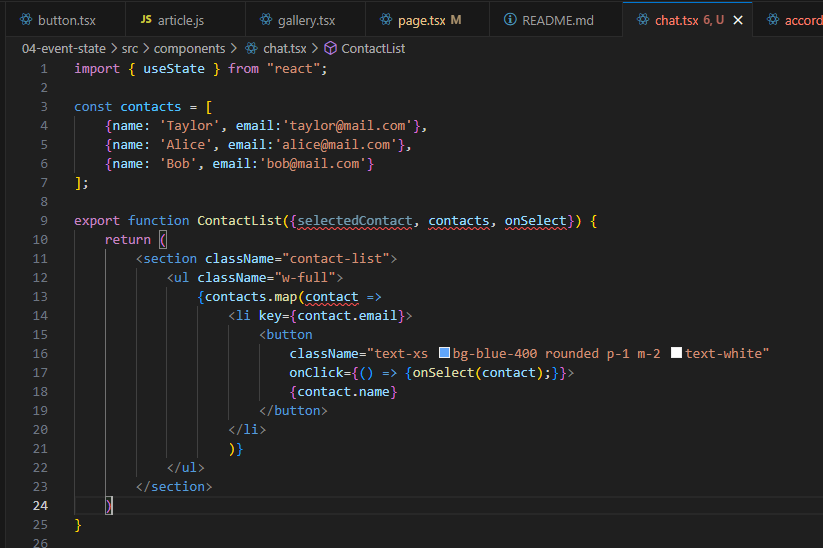 button.tsx JS article.js gallery.tsx page.tsx M README.md chat.tsx 6, U accord
04-event-state > src > components > chat.tsx > ContactList
1 import { useState } from "react";
2
3 const contacts = [
4     {name: 'Taylor', email:'taylor@mail.com'},
5     {name: 'Alice', email:'alice@mail.com'},
6     {name: 'Bob', email:'bob@mail.com'}
7 ];
8
9 export function ContactList({selectedContact, contacts, onSelect}) {
10     return (
11         <section className="contact-list">
12             <ul className="w-full">
13                 {contacts.map(contact =>
14                     <li key={contact.email}>
15                         <button
16                             className="text-xs bg-blue-400 rounded p-1 m-2 text-white"
17                             onClick={() => {onSelect(contact);}}>
18                             {contact.name}
19                         </button>
20                     </li>
21                     )}
22             </ul>
23         </section>
24     )
25 }
26